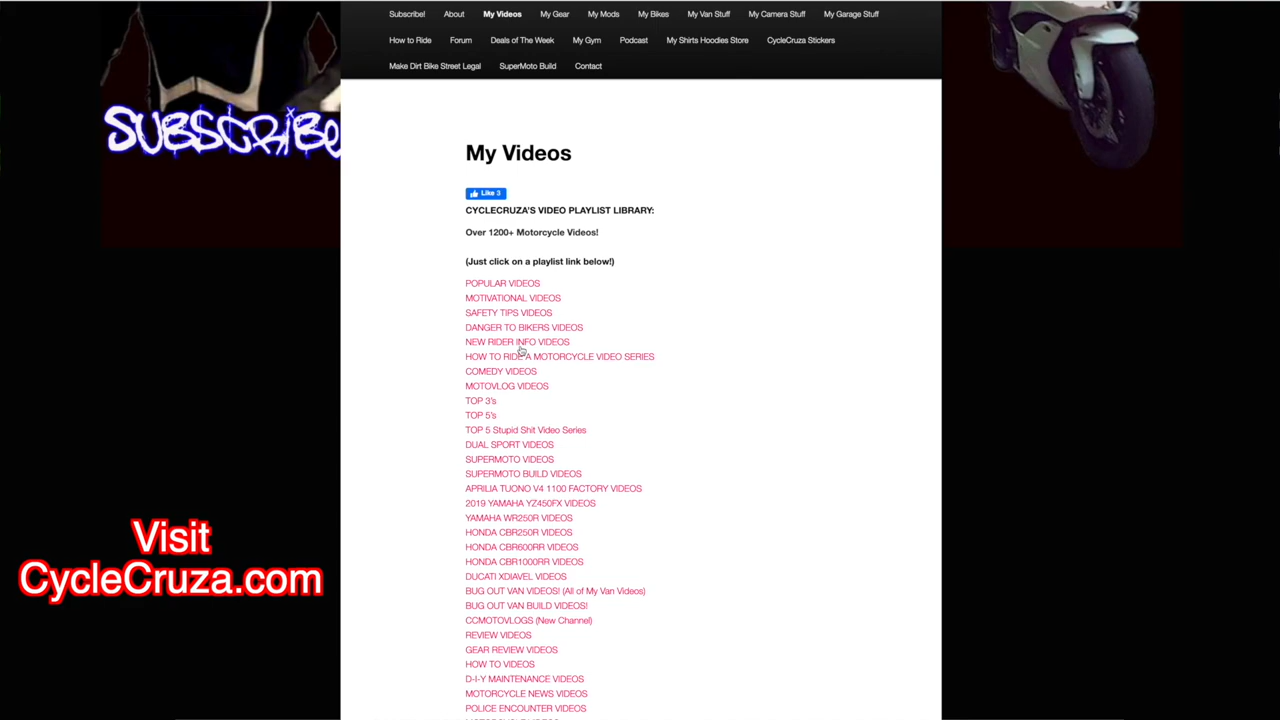 Subscribe! About My Videos My Gear My Mods My Bikes My Van Stuff My Camera Stuff My Garage Stuff
How to Ride Forum Deals of The Week My Gym Podcast My Shirts Hoodies Store CycleCruza Stickers
Make Dirt Bike Street Legal SuperMoto Build Contact
SUBSCRIBE
My Videos
Like 3
CYCLECRUZA'S VIDEO PLAYLIST LIBRARY:
Over 1200+ Motorcycle Videos!
(Just click on a playlist link below!)
POPULAR VIDEOS
MOTIVATIONAL VIDEOS
SAFETY TIPS VIDEOS
DANGER TO BIKERS VIDEOS
NEW RIDER INFO VIDEOS
HOW TO RIDE A MOTORCYCLE VIDEO SERIES
COMEDY VIDEOS
MOTOVLOG VIDEOS
TOP 3's
TOP 5's
TOP 5 Stupid Shit Video Series
DUAL SPORT VIDEOS
SUPERMOTO VIDEOS
SUPERMOTO BUILD VIDEOS
APRILIA TUONO V4 1100 FACTORY VIDEOS
2019 YAMAHA YZ450FX VIDEOS
YAMAHA WR250R VIDEOS
HONDA CBR250R VIDEOS
HONDA CBR600RR VIDEOS
HONDA CBR1000RR VIDEOS
DUCATI XDIAVEL VIDEOS
BUG OUT VAN VIDEOS! (All of My Van Videos)
BUG OUT VAN BUILD VIDEOS!
CCMOTOVLOGS (New Channel)
REVIEW VIDEOS
GEAR REVIEW VIDEOS
HOW TO VIDEOS
D-I-Y MAINTENANCE VIDEOS
MOTORCYCLE NEWS VIDEOS
POLICE ENCOUNTER VIDEOS
Visit
CycleCruza.com